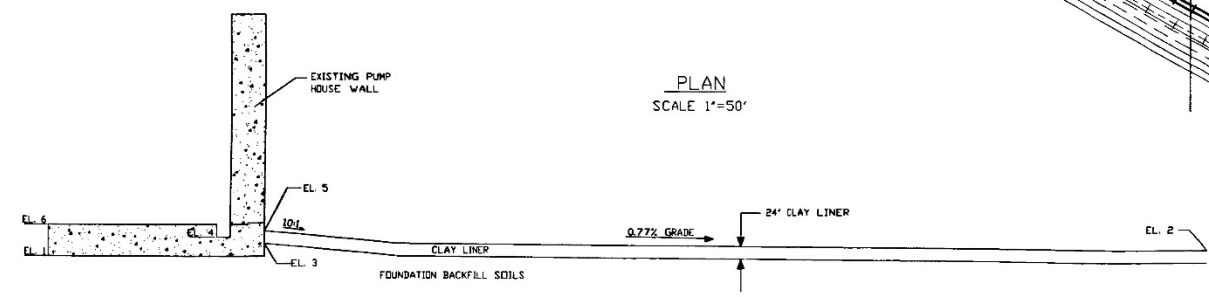 EXISTING PUMP
HOUSE WALL
PLAN
SCALE 1"=50'
EL. 5
EL. 6
EL. 4
10:1
24" CLAY LINER
0.77% GRADE
EL. 2
EL. 1
CLAY LINER
EL. 3
FOUNDATION BACKFILL SOILS